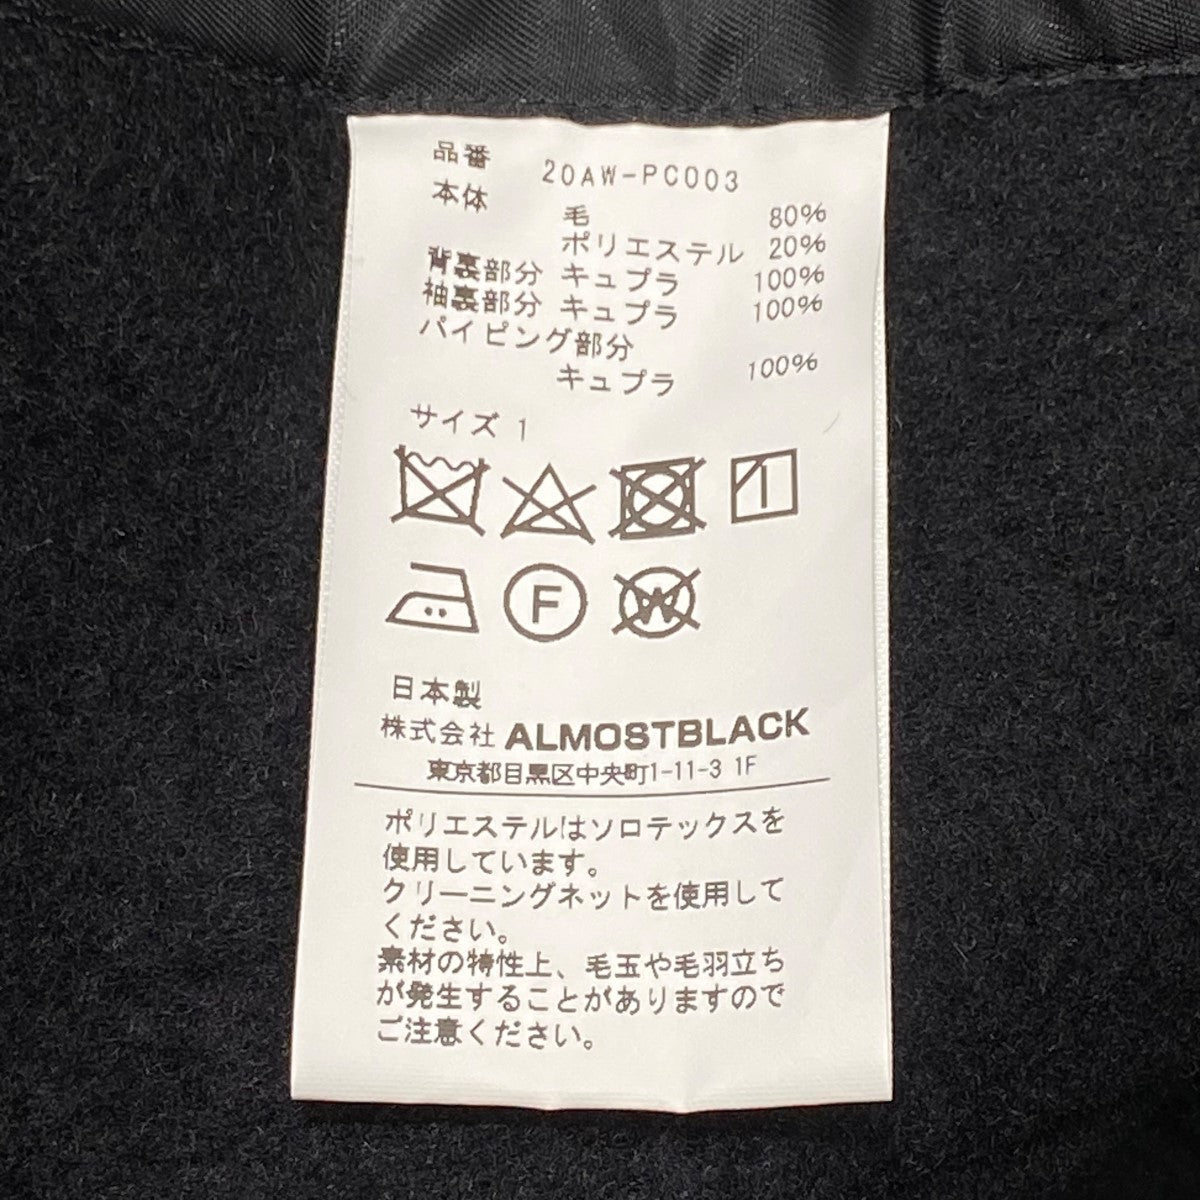 品番 20AW-PC003
本体
毛 80%
ポリエステル 20%
背裏部分 キュプラ 100%
袖裏部分 キュプラ 100%
パイピング部分
キュプラ 100%
サイズ 1
F W
日本製
株式会社 ALMOSTBLACK
東京都目黒区中央町1-11-3 1F
ポリエステルはソロテックスを
使用しています。
クリーニングネットを使用して
ください。
素材の特性上、毛玉や毛羽立ち
が発生することがありますので
ご注意ください。